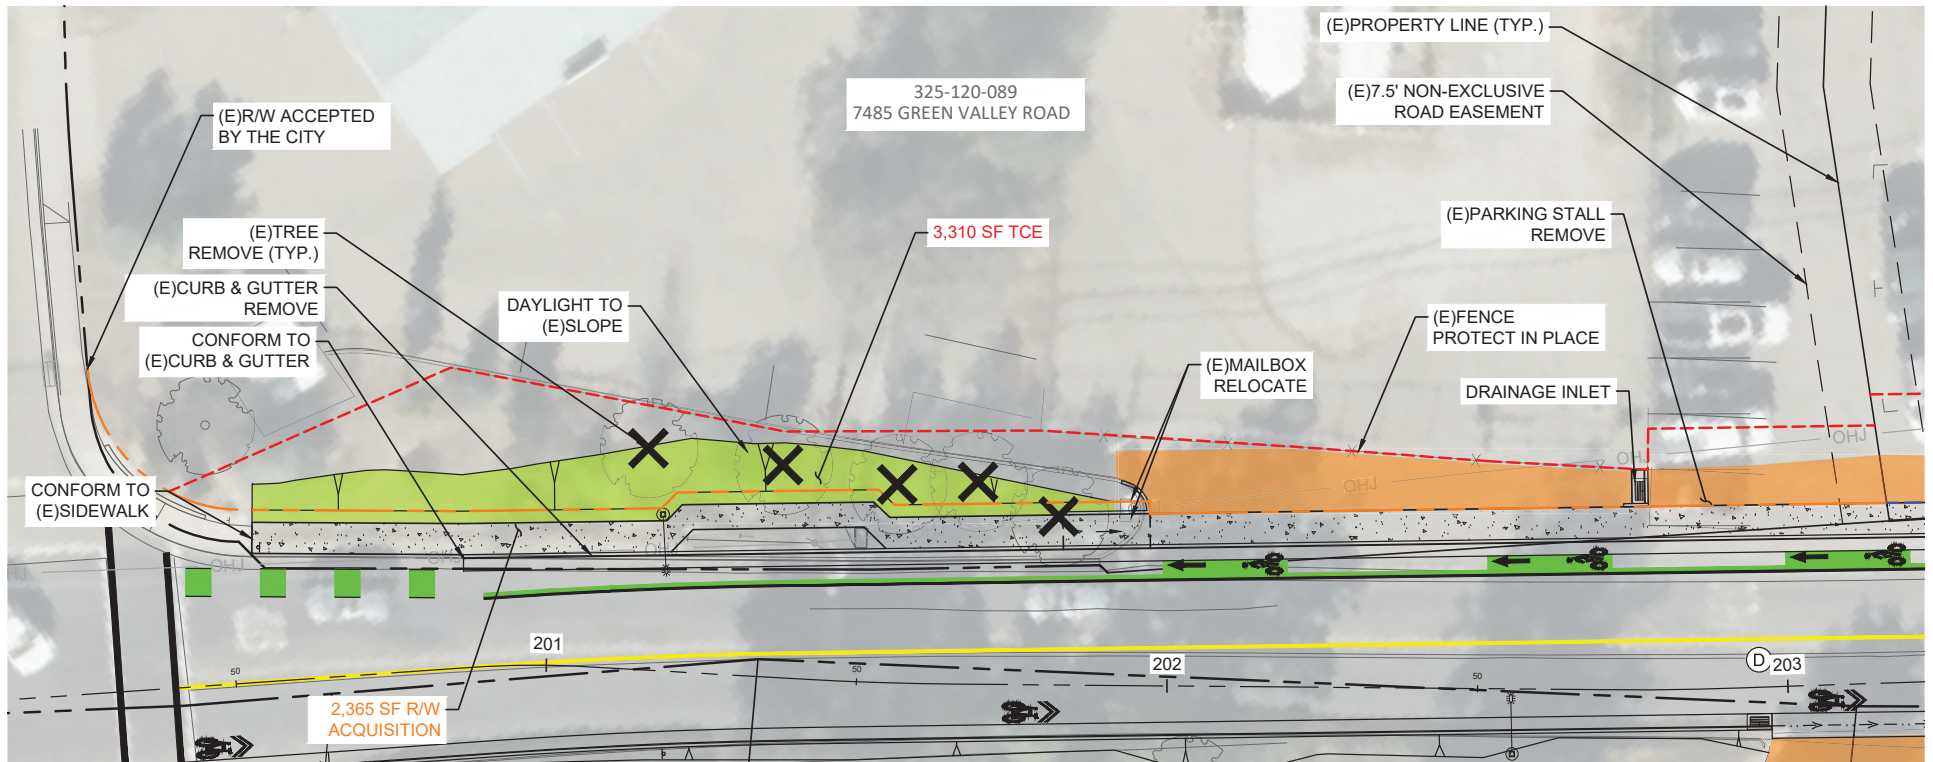 (E)PROPERTY LINE (TYP.)
325-120-089
7485 GREEN VALLEY ROAD
(E)7.5' NON-EXCLUSIVE
ROAD EASEMENT
(E)R/W ACCEPTED
BY THE CITY
(E)TREE
REMOVE (TYP.)
3,310 SF TCE
(E)PARKING STALL
REMOVE
(E)CURB & GUTTER
REMOVE
DAYLIGHT TO
(E)SLOPE
CONFORM TO
(E)CURB & GUTTER
(E)FENCE
PROTECT IN PLACE
(E)MAILBOX
RELOCATE
DRAINAGE INLET
OHJ
OHJ
OHJ
CONFORM TO
(E)SIDEWALK
OHJ
OHJ
201
202
D
203
50
50
50
2,365 SF R/W
ACQUISITION